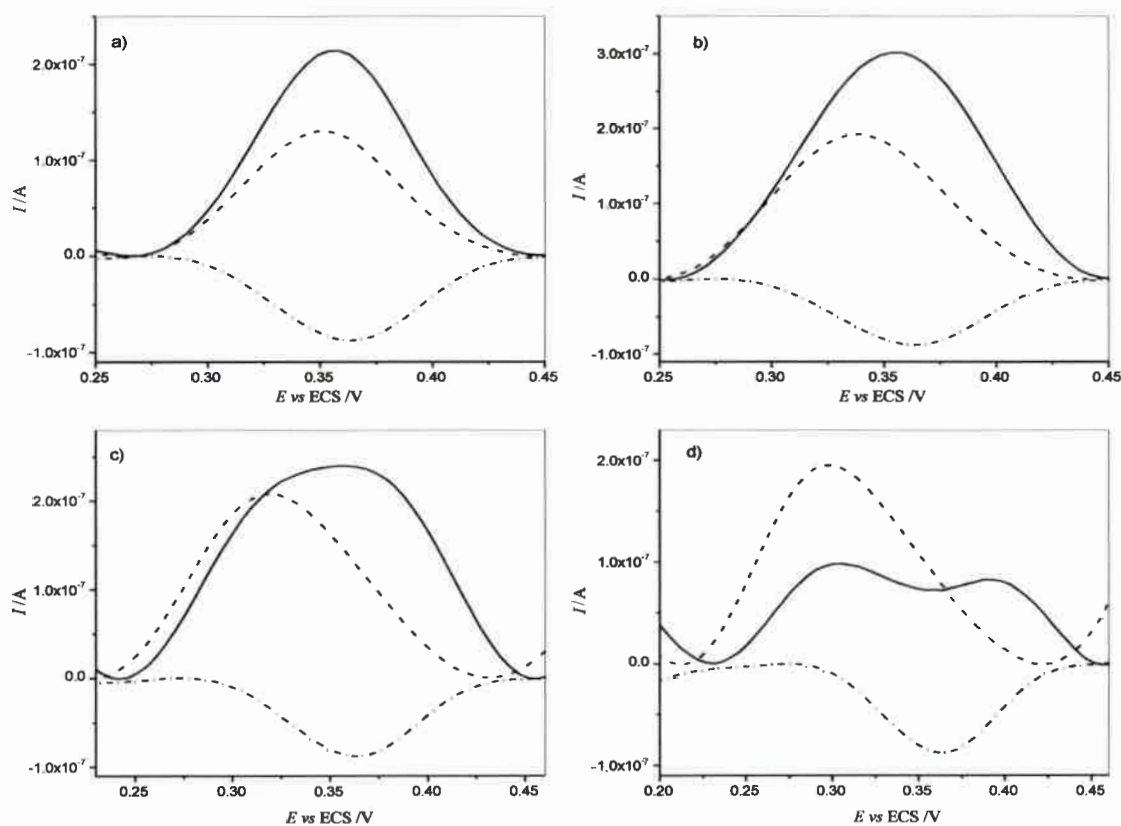 a)
2.0x10⁻⁷
1.0x10⁻⁷
0.0
-1.0x10⁻⁷
I /A
0.25 0.30 0.35 0.40 0.45
E vs ECS /V
b)
3.0x10⁻⁷
2.0x10⁻⁷
1.0x10⁻⁷
0.0
-1.0x10⁻⁷
I /A
0.25 0.30 0.35 0.40 0.45
E vs ECS /V
c)
2.0x10⁻⁷
1.0x10⁻⁷
0.0
-1.0x10⁻⁷
I /A
0.25 0.30 0.35 0.40 0.45
E vs ECS /V
d)
2.0x10⁻⁷
1.0x10⁻⁷
0.0
-1.0x10⁻⁷
I /A
0.20 0.25 0.30 0.35 0.40 0.45
E vs ECS /V